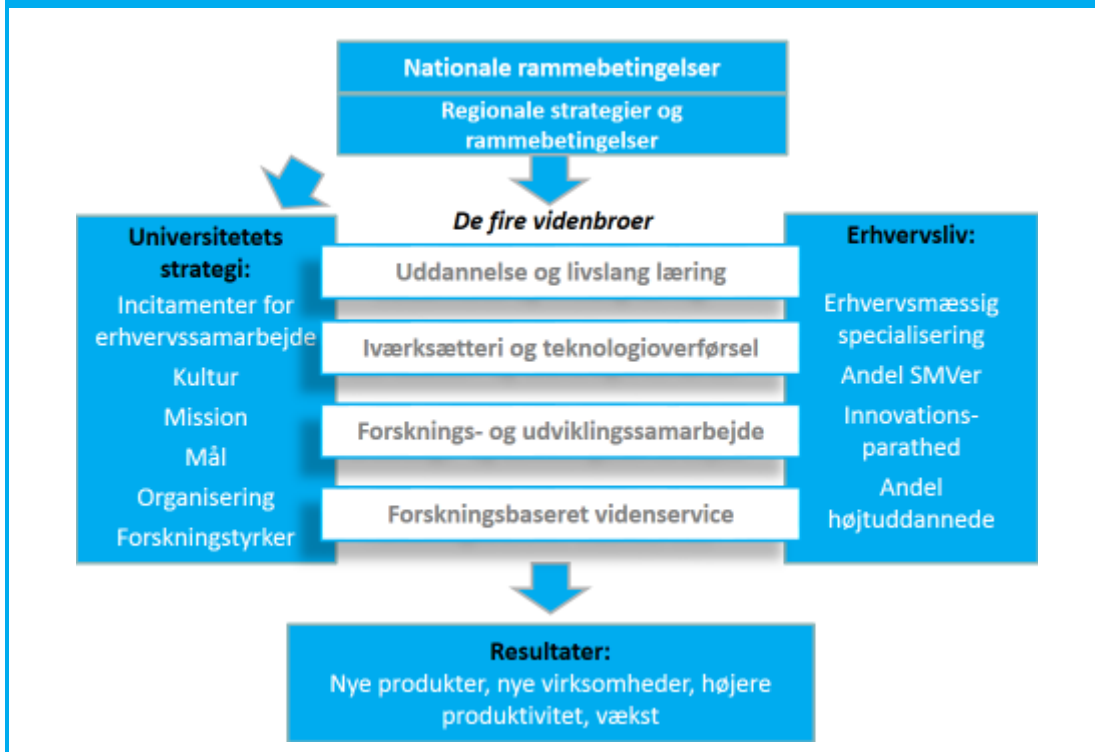 Nationale rammebetingelser
Regionale strategier og
rammebetingelser
De fire videnbroer
Universitetets
strategi:
Incitamenter for
erhvervssamarbejde
Kultur
Mission
Mål
Organisering
Forskningstyrker
Uddannelse og livslang læring
Iværksætteri og teknologioverførsel
Forsknings- og udviklingssamarbejde
Forskningsbaseret videnservice
Erhvervsliv:
Erhvervsmæssig
specialisering
Andel SMVer
Innovations-
parathed
Andel
højtuddannede
Resultater:
Nye produkter, nye virksomheder, højere
produktivitet, vækst